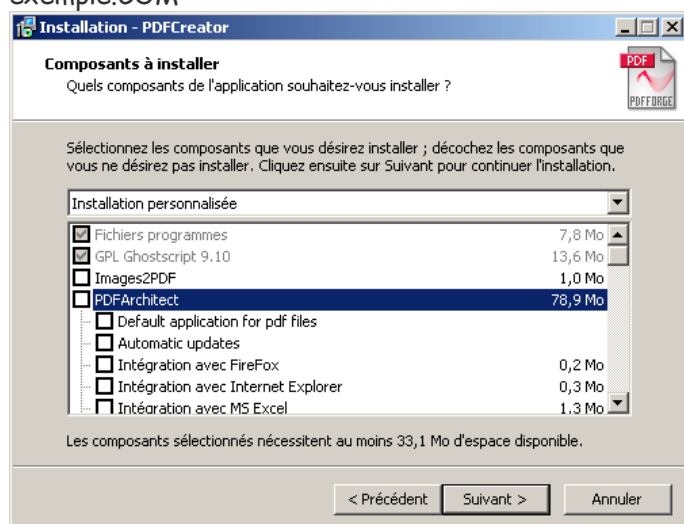 exemple.COM
Installation - PDFCreator
Composants à installer
Quels composants de l'application souhaitez-vous installer ?
PDF
PDFFORGE
Sélectionnez les composants que vous désirez installer ; décochez les composants que
vous ne désirez pas installer. Cliquez ensuite sur Suivant pour continuer l'installation.
Installation personnalisée
Fichiers programmes 7,8 Mo
GPL Ghostscript 9.10 13,6 Mo
Images2PDF 1,0 Mo
PDFArchitect 78,9 Mo
Default application for pdf files
Automatic updates
Intégration avec FireFox 0,2 Mo
Intégration avec Internet Explorer 0,3 Mo
Intégration avec MS Excel 1,3 Mo
Les composants sélectionnés nécessitent au moins 33,1 Mo d'espace disponible.
< Précédent Suivant > Annuler